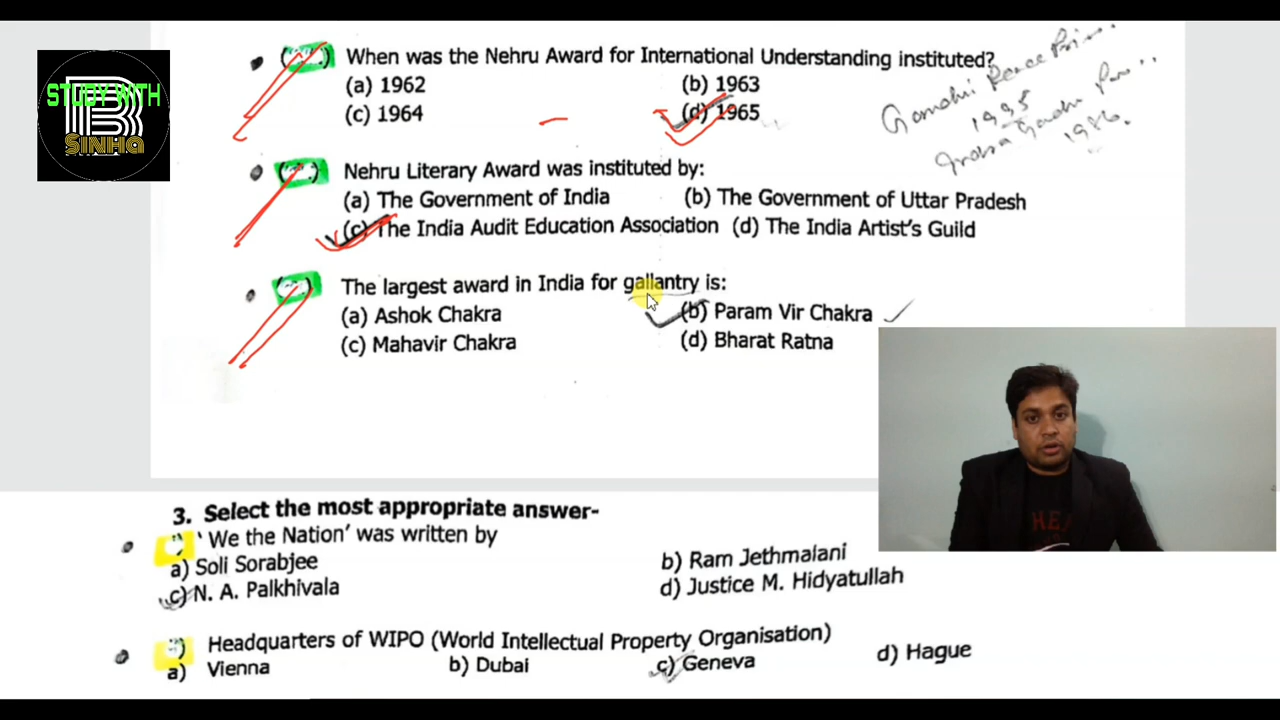 STUDY WITH
B
SINHA
When was the Nehru Award for International Understanding instituted?
(a) 1962 (b) 1963
(c) 1964 (d) 1965
Gandhi Peace
1995
1986.
Nehru Literary Award was instituted by:
(a) The Government of India (b) The Government of Uttar Pradesh
(c) The India Audit Education Association (d) The India Artist's Guild
The largest award in India for gallantry is:
(a) Ashok Chakra (b) Param Vir Chakra
(c) Mahavir Chakra (d) Bharat Ratna
3. Select the most appropriate answer-
'We the Nation' was written by
a) Soli Sorabjee b) Ram Jethmalani
c) N. A. Palkhivala d) Justice M. Hidyatullah
Headquarters of WIPO (World Intellectual Property Organisation)
a) Vienna b) Dubai c) Geneva d) Hague